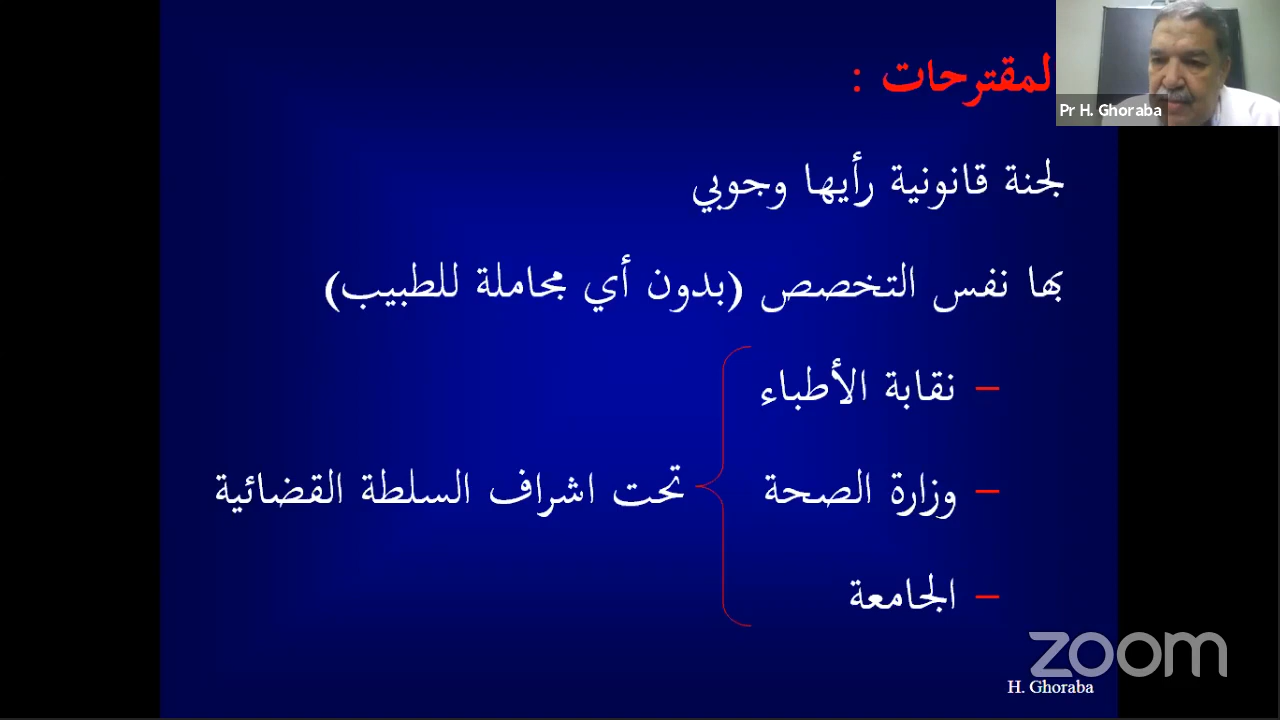 لمقترحات :
Pr H. Ghoraba
لجنة قانونية رأيها وجوبي
بها نفس التخصص (بدون أي مجاملة للطبيب)
– نقابة الأطباء
– وزارة الصحة
تحت اشراف السلطة القضائية
– الجامعة
zoom
H. Ghoraba